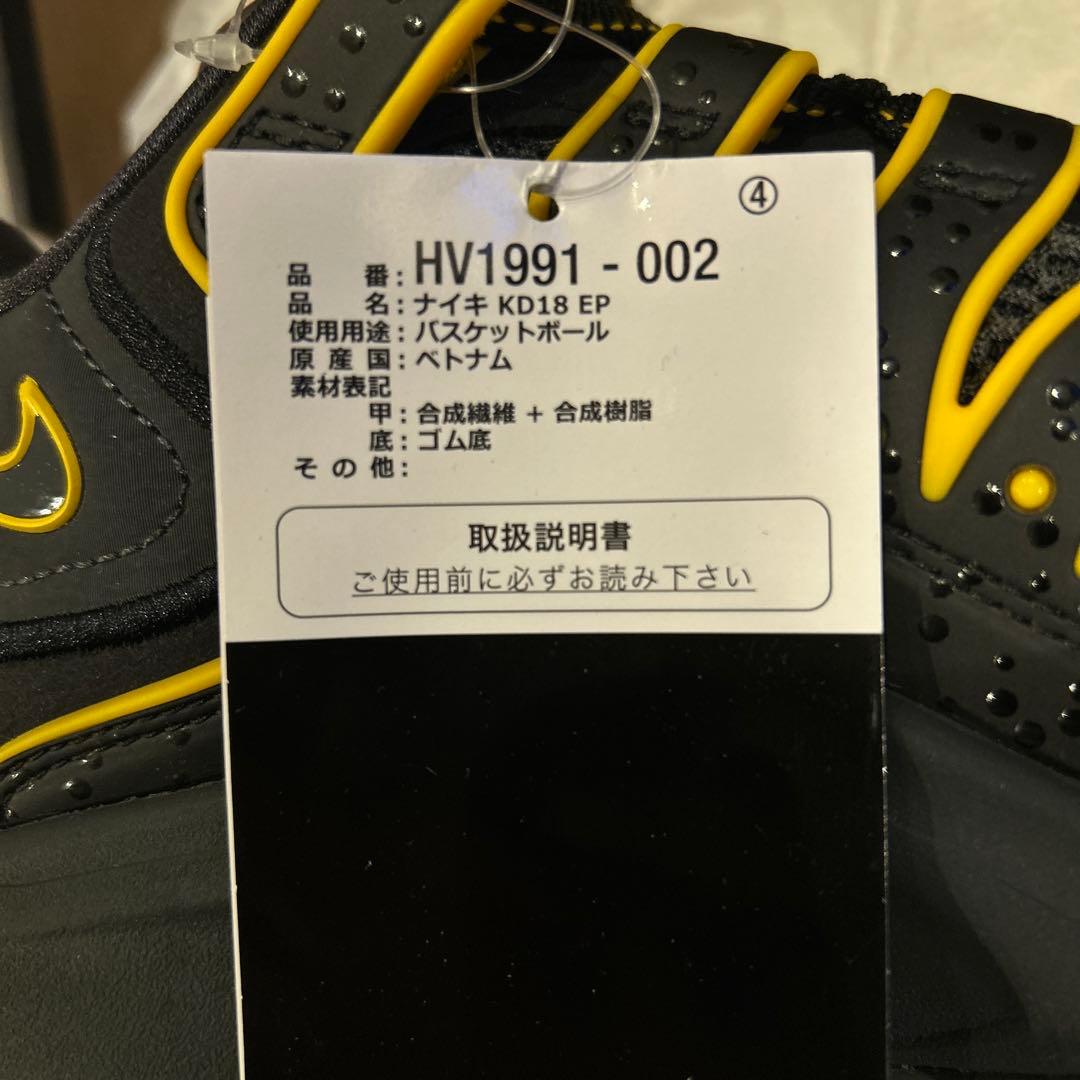 ④
品 番：HV1991 - 002
品 名：ナイキ KD18 EP
使用用途：バスケットボール
原 産 国：ベトナム
素材表記
甲：合成繊維 + 合成樹脂
底：ゴム底
そ の 他：
取扱説明書
ご使用前に必ずお読み下さい